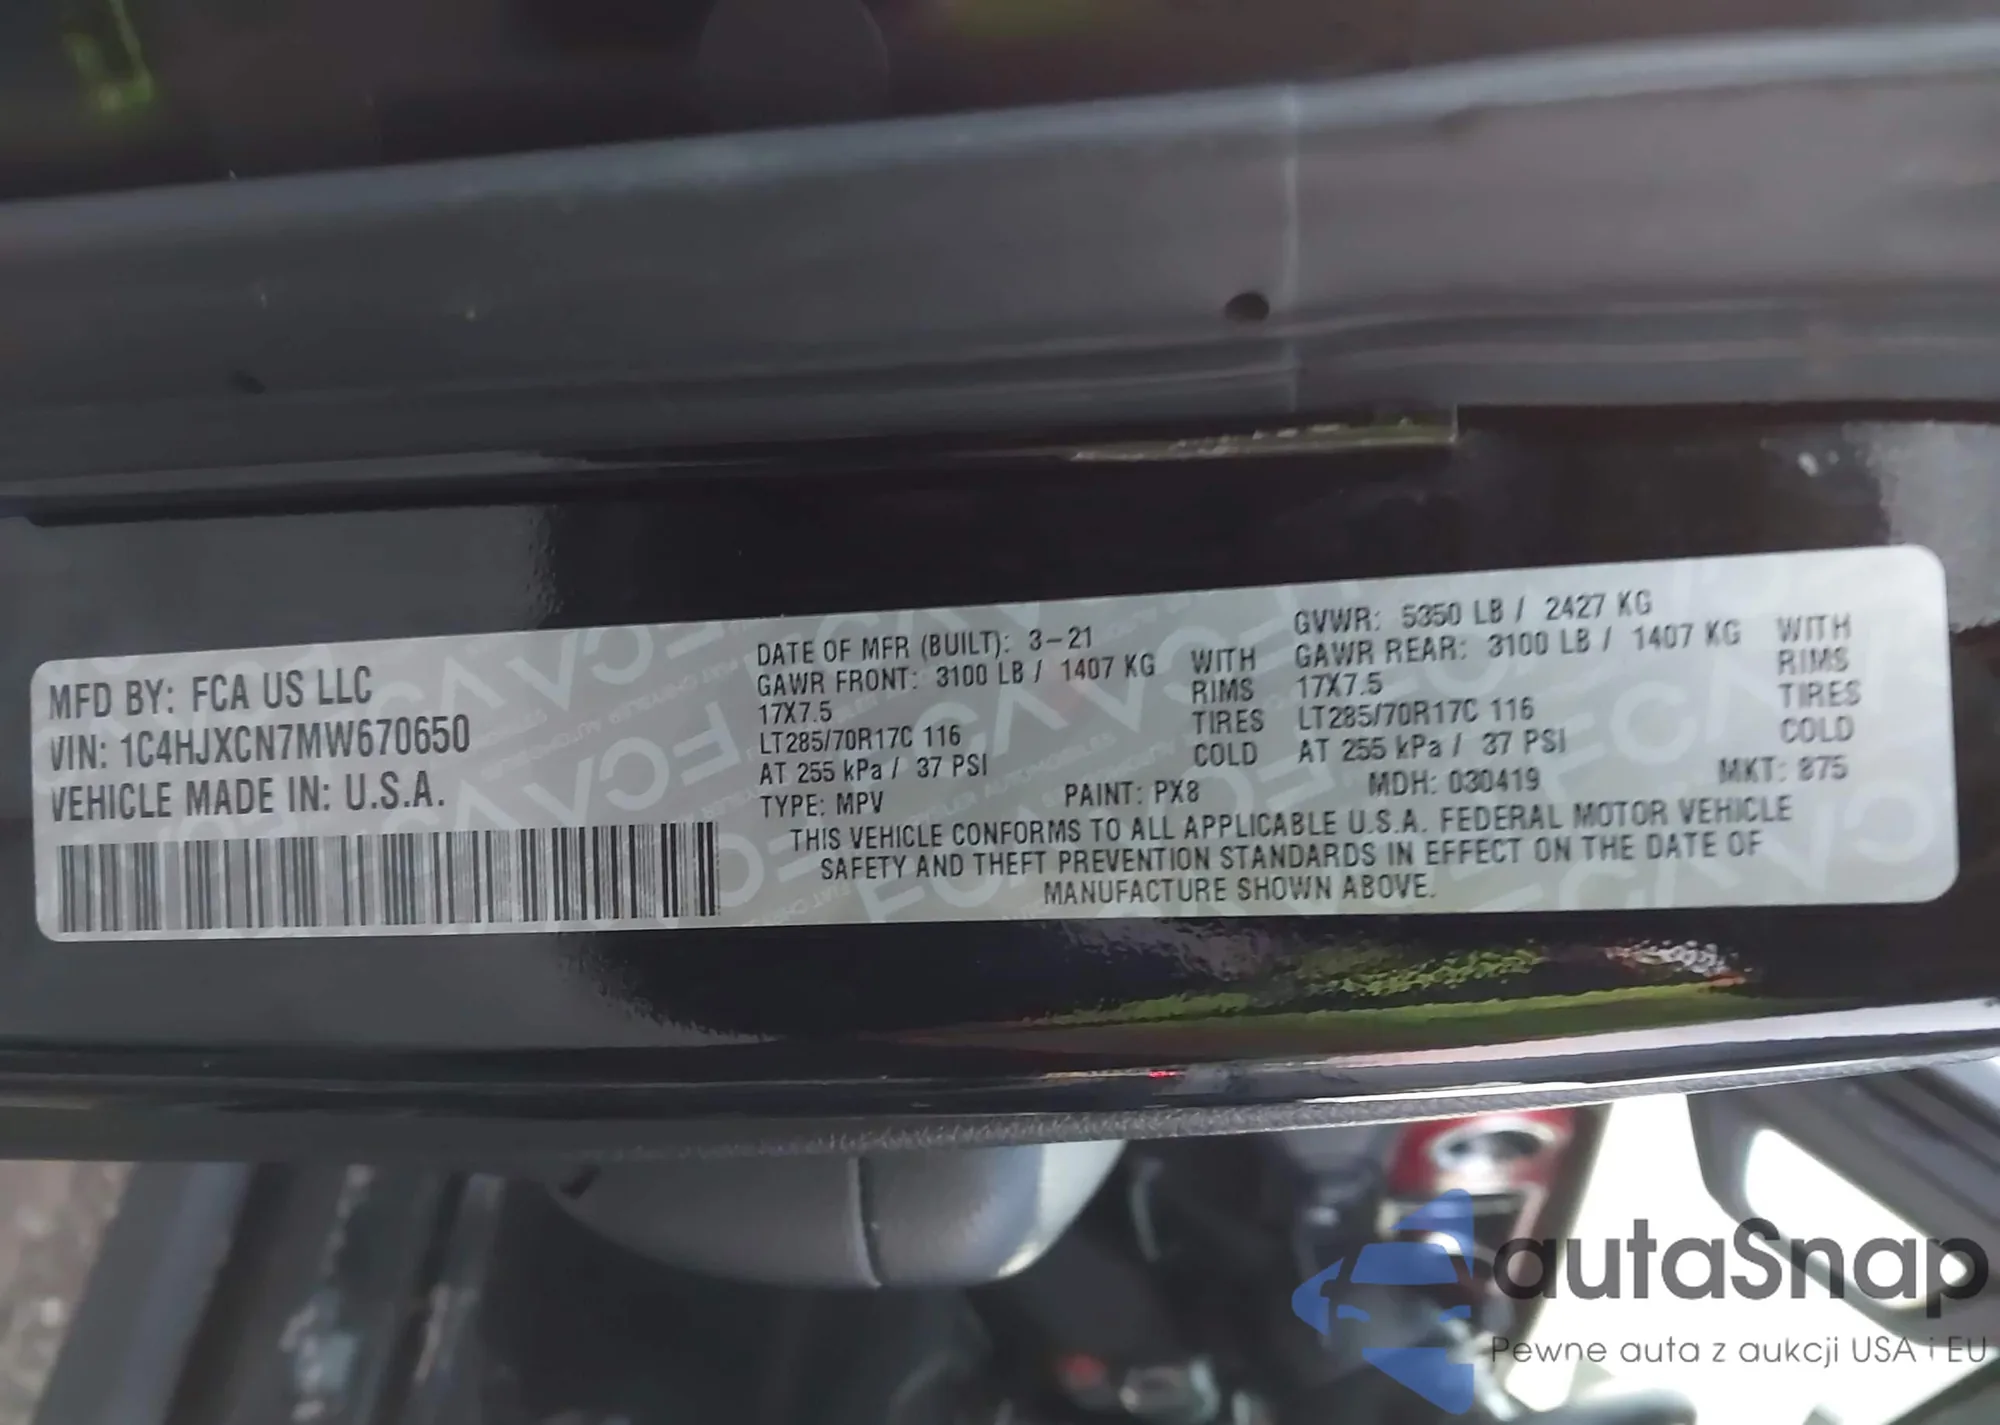 MFD BY: FCA US LLC
VIN: 1C4HJXCN7MW670650
VEHICLE MADE IN: U.S.A.
DATE OF MFR (BUILT): 3-21
GAWR FRONT: 3100 LB / 1407 KG WITH
17X7.5 RIMS
LT285/70R17C 116 TIRES
AT 255 kPa / 37 PSI COLD
GVWR: 5350 LB / 2427 KG
GAWR REAR: 3100 LB / 1407 KG WITH
17X7.5 RIMS
LT285/70R17C 116 TIRES
AT 255 kPa / 37 PSI COLD
TYPE: MPV PAINT: PX8 MDH: 030419 MKT: 875
THIS VEHICLE CONFORMS TO ALL APPLICABLE U.S.A. FEDERAL MOTOR VEHICLE
SAFETY AND THEFT PREVENTION STANDARDS IN EFFECT ON THE DATE OF
MANUFACTURE SHOWN ABOVE.
autaSnap
Pewne auta z aukcji USA i EU